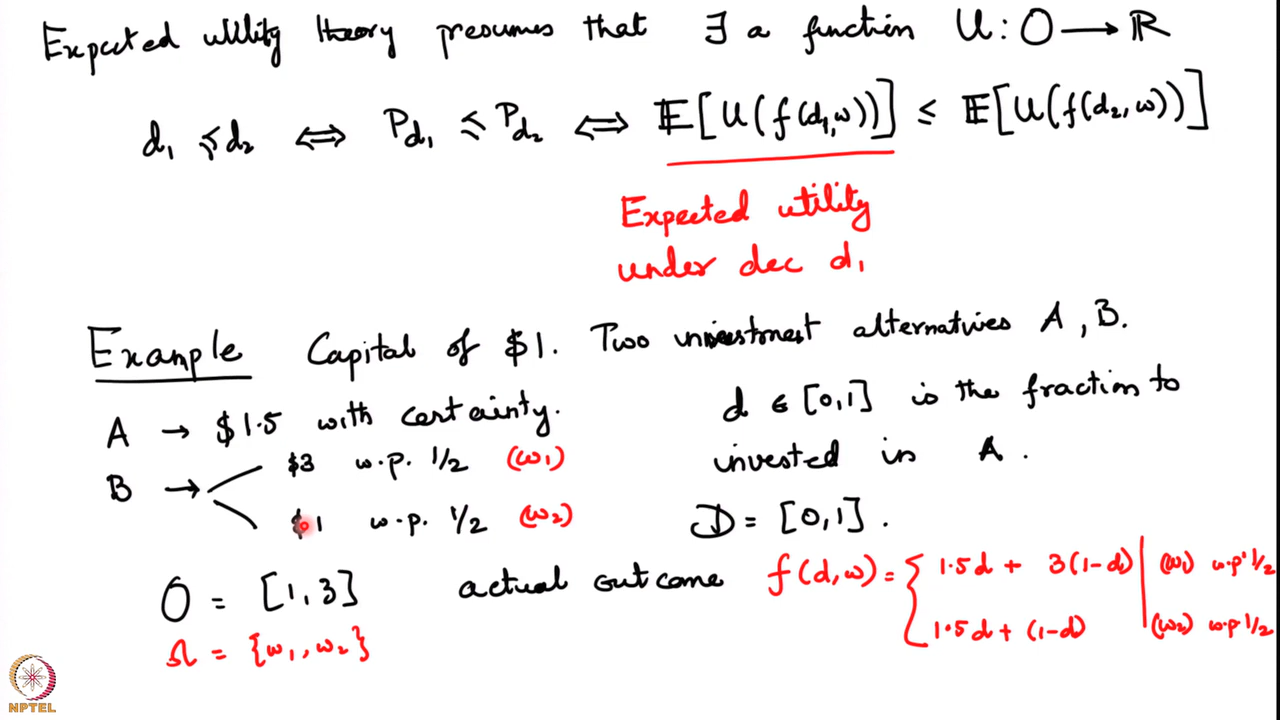 Expected utility theory presumes that ∃ a function U : O → ℝ
d₁ ≼ d₂ ⇔ P_d₁ ≼ P_d₂ ⇔ 𝔼[U(f(d₁,ω))] ≤ 𝔼[U(f(d₂,ω))]
Expected utility
under dec d₁
Example Capital of $1. Two investment alternatives A, B.
A → $1.5 with certainty.
d ∈ [0,1] is the fraction to
invested in A.
B → $3 w.p. 1/2 (ω₁)
$1 w.p. 1/2 (ω₂)
D = [0,1].
O = [1,3] actual outcome f(d,ω) = { 1.5d + 3(1-d) | (ω₁) w.p. 1/2
1.5d + (1-d) | (ω₂) w.p. 1/2
Ω = {ω₁, ω₂}
NPTEL